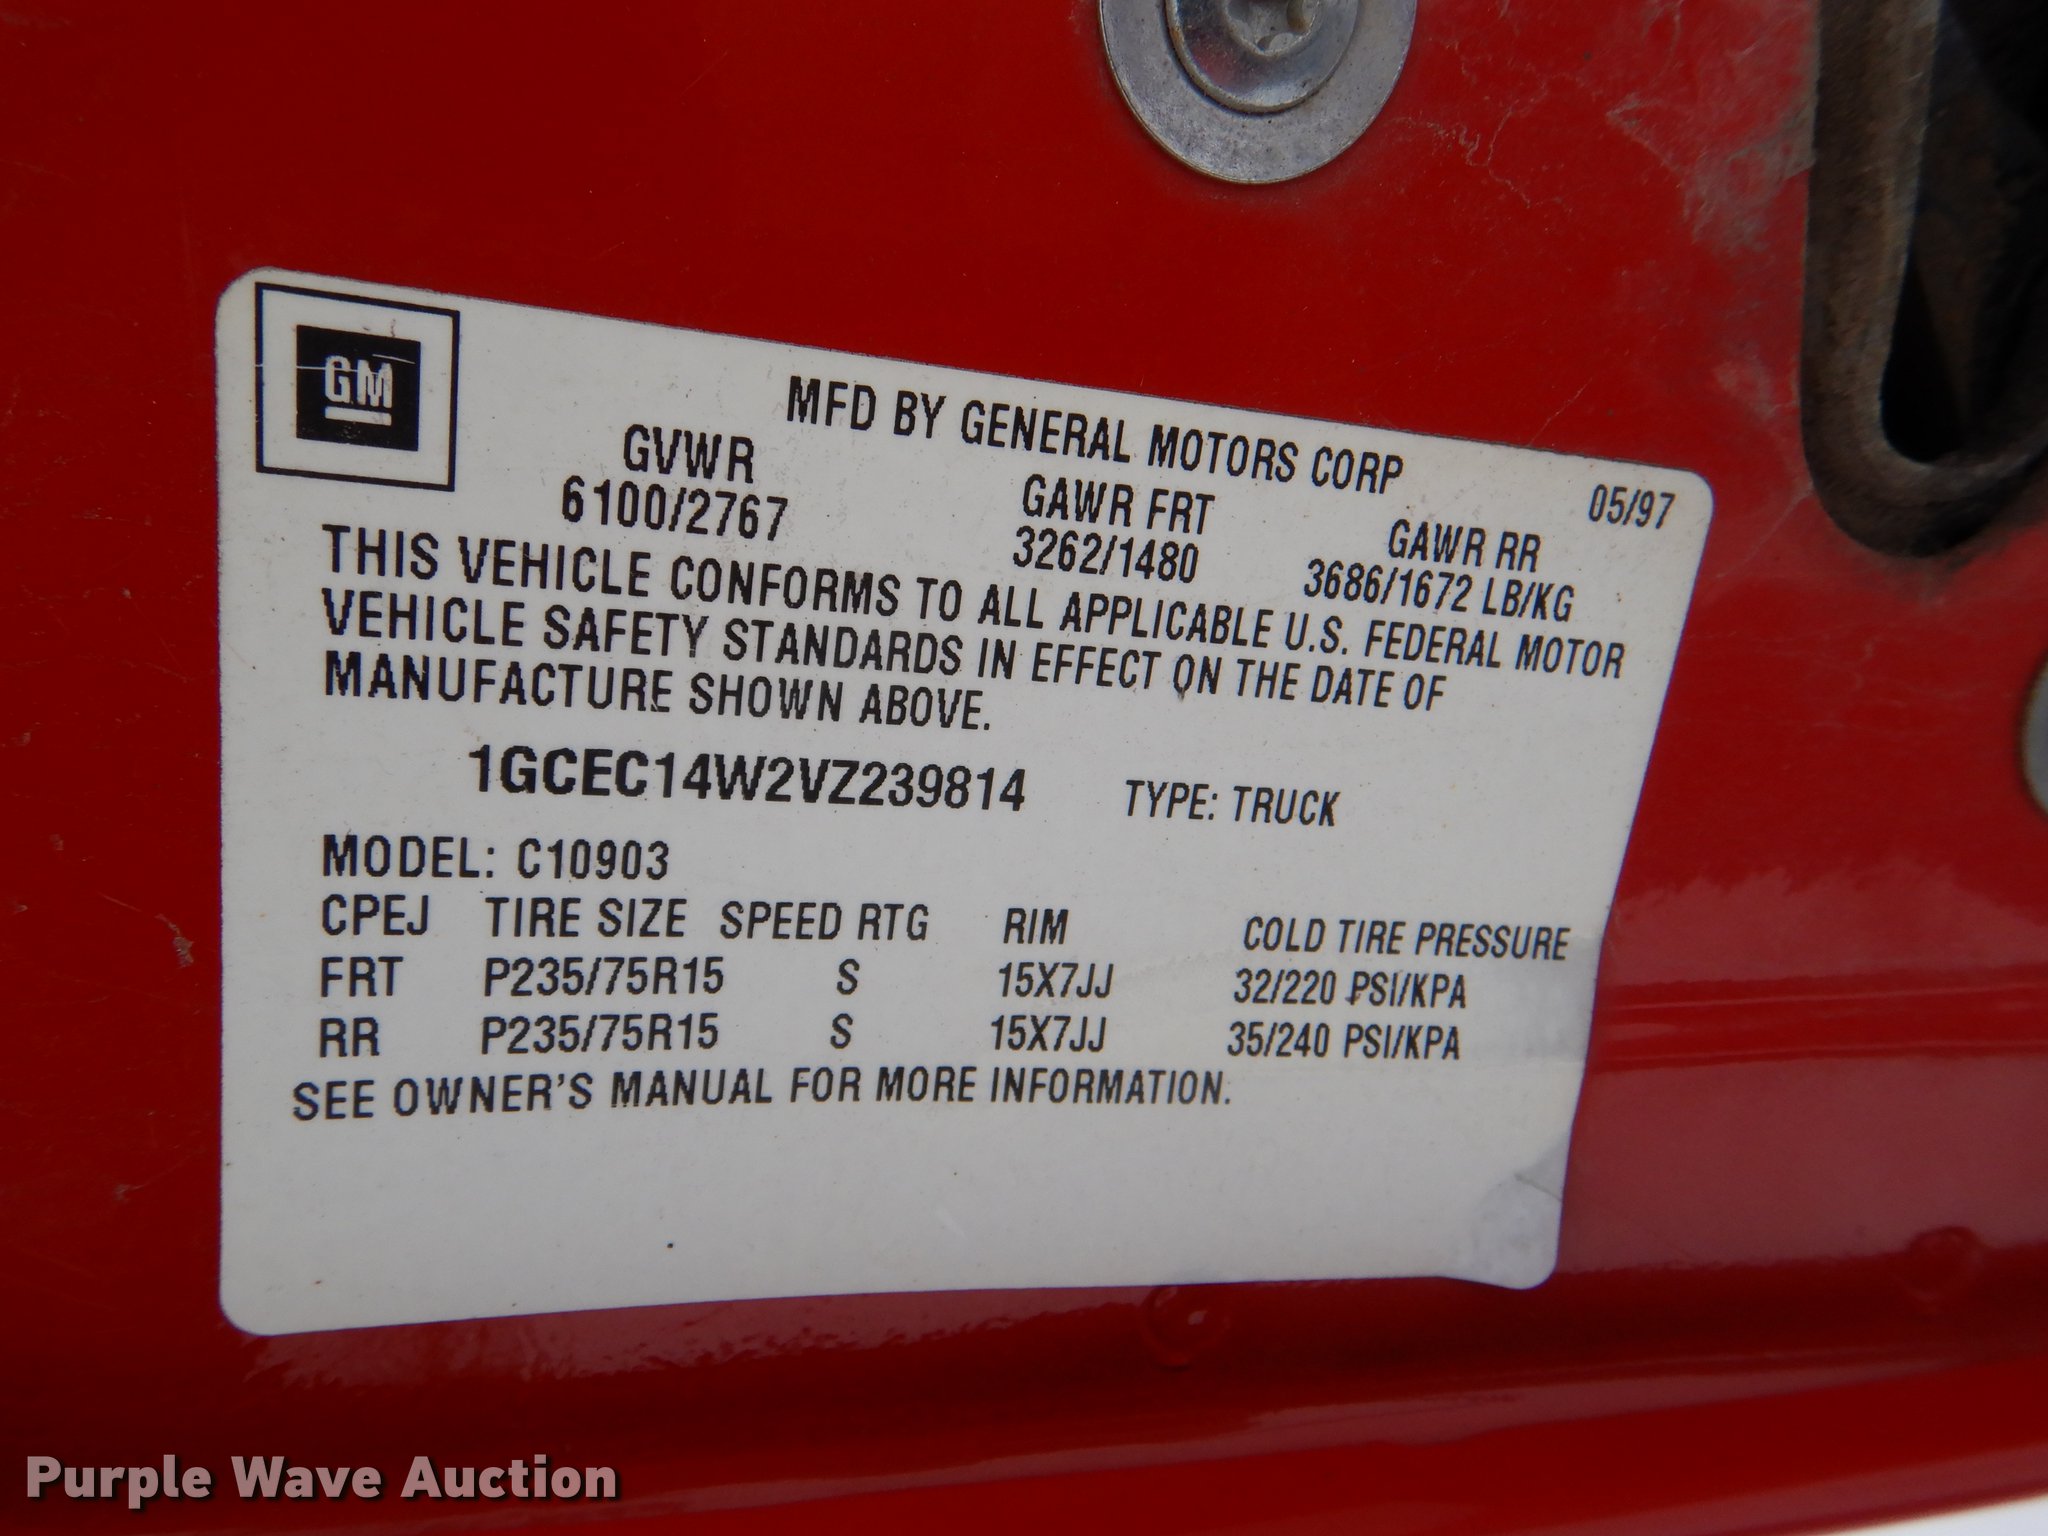 GM
MFD BY GENERAL MOTORS CORP 05/97
GVWR GAWR FRT GAWR RR
6100/2767 3262/1480 3686/1672 LB/KG
THIS VEHICLE CONFORMS TO ALL APPLICABLE U.S. FEDERAL MOTOR
VEHICLE SAFETY STANDARDS IN EFFECT ON THE DATE OF
MANUFACTURE SHOWN ABOVE.
1GCEC14W2VZ239814 TYPE: TRUCK
MODEL: C10903
CPEJ TIRE SIZE SPEED RTG RIM COLD TIRE PRESSURE
FRT P235/75R15 S 15X7JJ 32/220 PSI/KPA
RR P235/75R15 S 15X7JJ 35/240 PSI/KPA
SEE OWNER'S MANUAL FOR MORE INFORMATION.
Purple Wave Auction